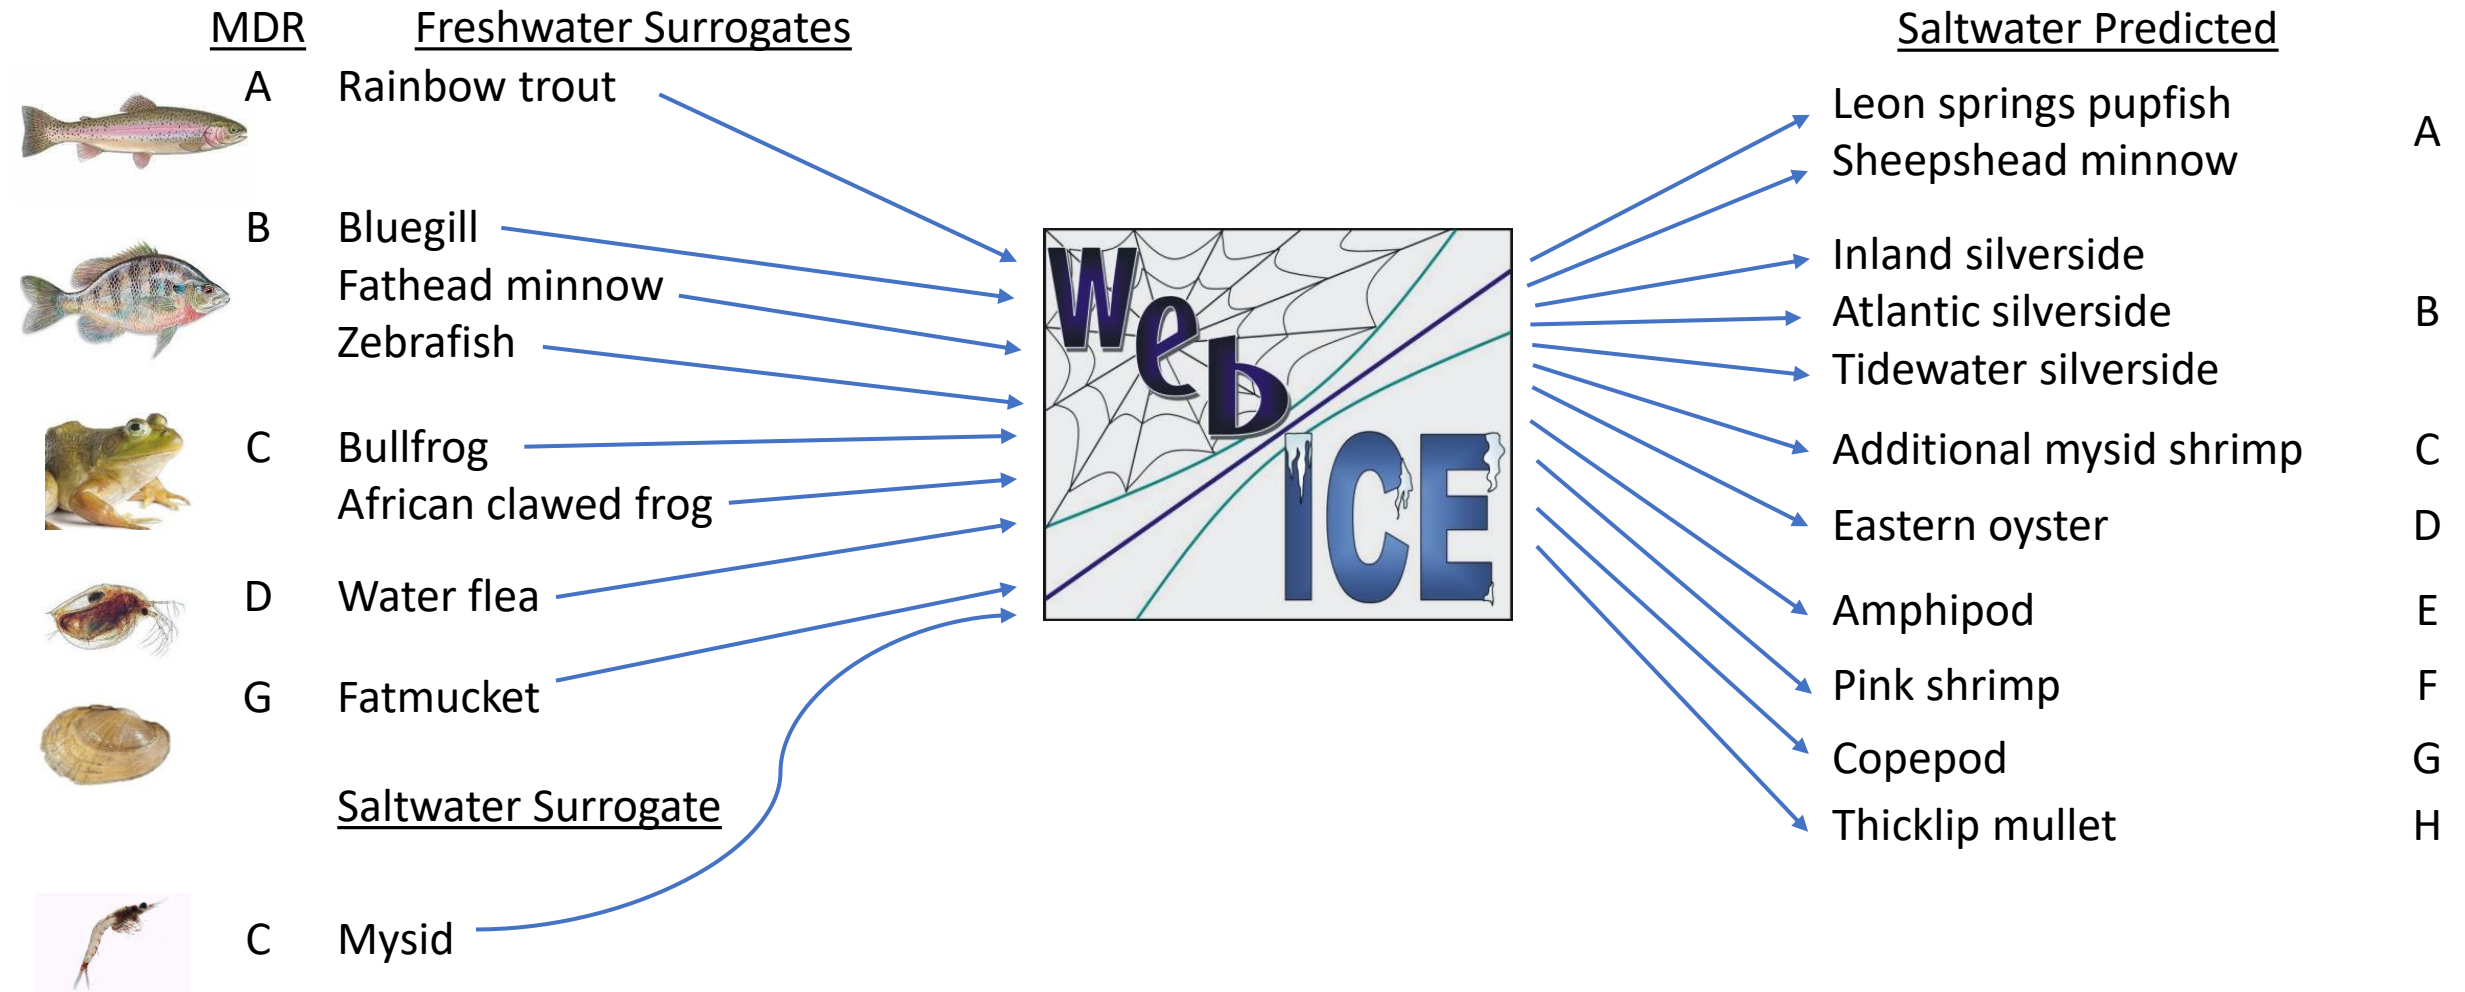 MDR Freshwater Surrogates Saltwater Predicted
A Rainbow trout
B Bluegill
Fathead minnow
Zebrafish
C Bullfrog
African clawed frog
D Water flea
G Fatmucket
Saltwater Surrogate
C Mysid
Web
ICE
Leon springs pupfish
Sheepshead minnow
A
Inland silverside
Atlantic silverside B
Tidewater silverside
Additional mysid shrimp C
Eastern oyster D
Amphipod E
Pink shrimp F
Copepod G
Thicklip mullet H